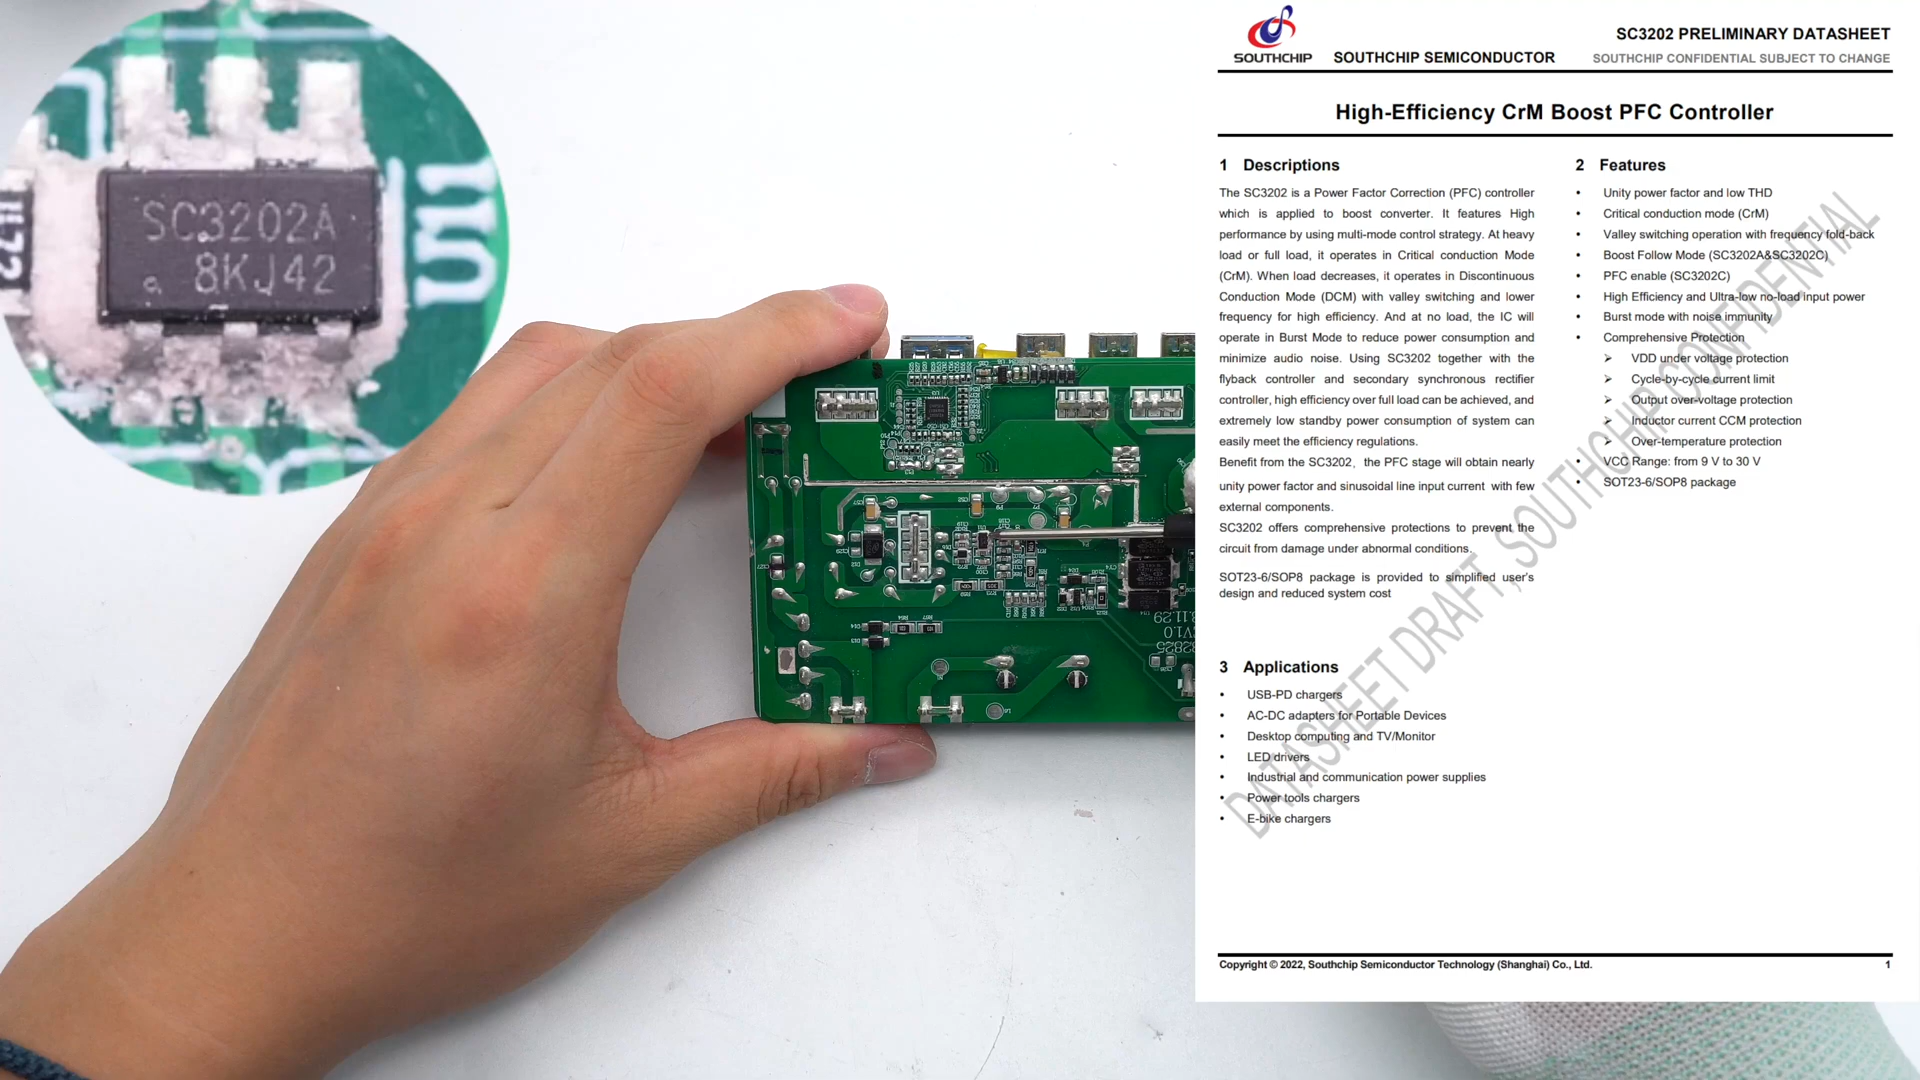 SC3202A
8KJ42
U11
SOUTHCHIP
SOUTHCHIP SEMICONDUCTOR
SC3202 PRELIMINARY DATASHEET
SOUTHCHIP CONFIDENTIAL SUBJECT TO CHANGE
High-Efficiency CrM Boost PFC Controller
1 Descriptions
The SC3202 is a Power Factor Correction (PFC) controller
which is applied to boost converter. It features High
performance by using multi-mode control strategy. At heavy
load or full load, it operates in Critical conduction Mode
(CrM). When load decreases, it operates in Discontinuous
Conduction Mode (DCM) with valley switching and lower
frequency for high efficiency. And at no load, the IC will
operate in Burst Mode to reduce power consumption and
minimize audio noise. Using SC3202 together with the
flyback controller and secondary synchronous rectifier
controller, high efficiency over full load can be achieved, and
extremely low standby power consumption of system can
easily meet the efficiency regulations.
Benefit from the SC3202, the PFC stage will obtain nearly
unity power factor and sinusoidal line input current with few
external components.
SC3202 offers comprehensive protections to prevent the
circuit from damage under abnormal conditions.
SOT23-6/SOP8 package is provided to simplified user's
design and reduced system cost
2 Features
• Unity power factor and low THD
• Critical conduction mode (CrM)
• Valley switching operation with frequency fold-back
• Boost Follow Mode (SC3202A&SC3202C)
• PFC enable (SC3202C)
• High Efficiency and Ultra-low no-load input power
• Burst mode with noise immunity
• Comprehensive Protection
➢ VDD under voltage protection
➢ Cycle-by-cycle current limit
➢ Output over-voltage protection
➢ Inductor current CCM protection
➢ Over-temperature protection
• VCC Range: from 9 V to 30 V
• SOT23-6/SOP8 package
3 Applications
• USB-PD chargers
• AC-DC adapters for Portable Devices
• Desktop computing and TV/Monitor
• LED drivers
• Industrial and communication power supplies
• Power tools chargers
• E-bike chargers
DATASHEET DRAFT, SOUTHCHIP CONFIDENTIAL
Copyright © 2022, Southchip Semiconductor Technology (Shanghai) Co., Ltd.
1